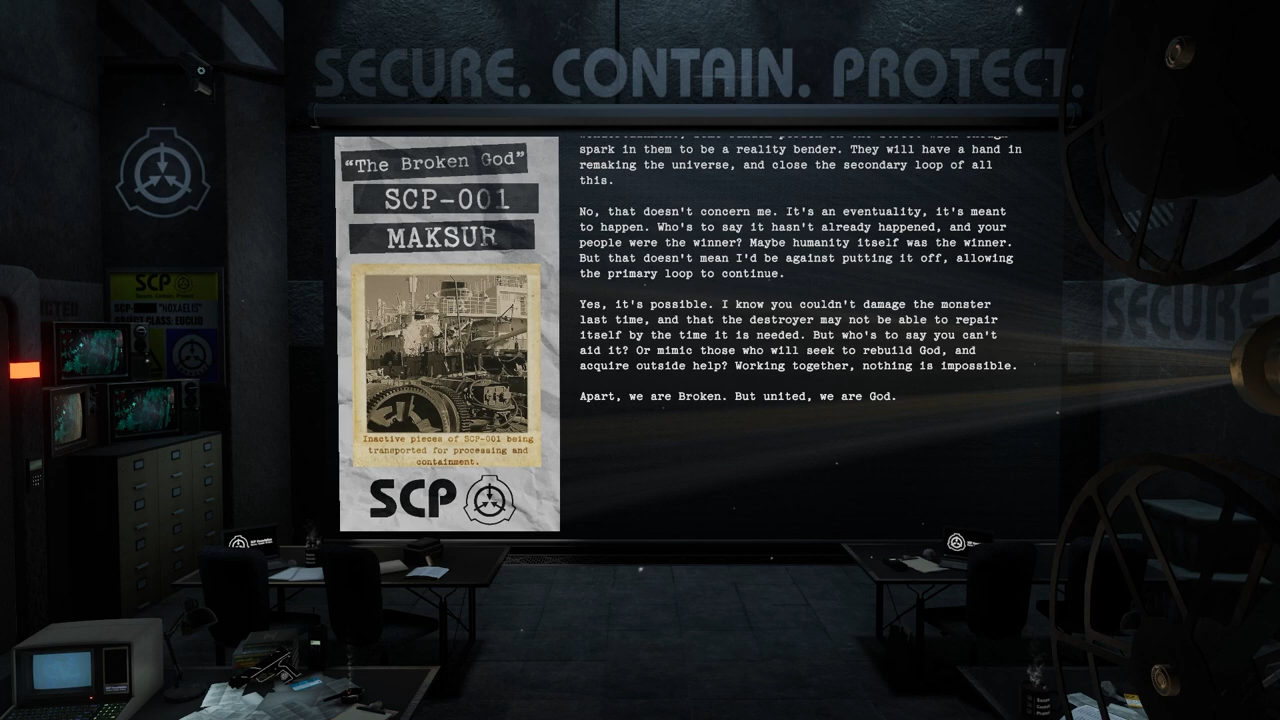 SECURE. CONTAIN. PROTECT.
“The Broken God”
SCP-001
MAKSUR
Inactive pieces of SCP-001 being
transported for processing and
containment.
SCP
spark in them to be a reality bender. They will have a hand in
remaking the universe, and close the secondary loop of all
this.
No, that doesn't concern me. It's an eventuality, it's meant
to happen. Who's to say it hasn't already happened, and your
people were the winner? Maybe humanity itself was the winner.
But that doesn't mean I'd be against putting it off, allowing
the primary loop to continue.
Yes, it's possible. I know you couldn't damage the monster
last time, and that the destroyer may not be able to repair
itself by the time it is needed. But who's to say you can't
aid it? Or mimic those who will seek to rebuild God, and
acquire outside help? Working together, nothing is impossible.
Apart, we are Broken. But united, we are God.
SCP
Secure. Contain. Protect.
"HOXAELIS"
OBJECT CLASS: EUCLID
SECURE